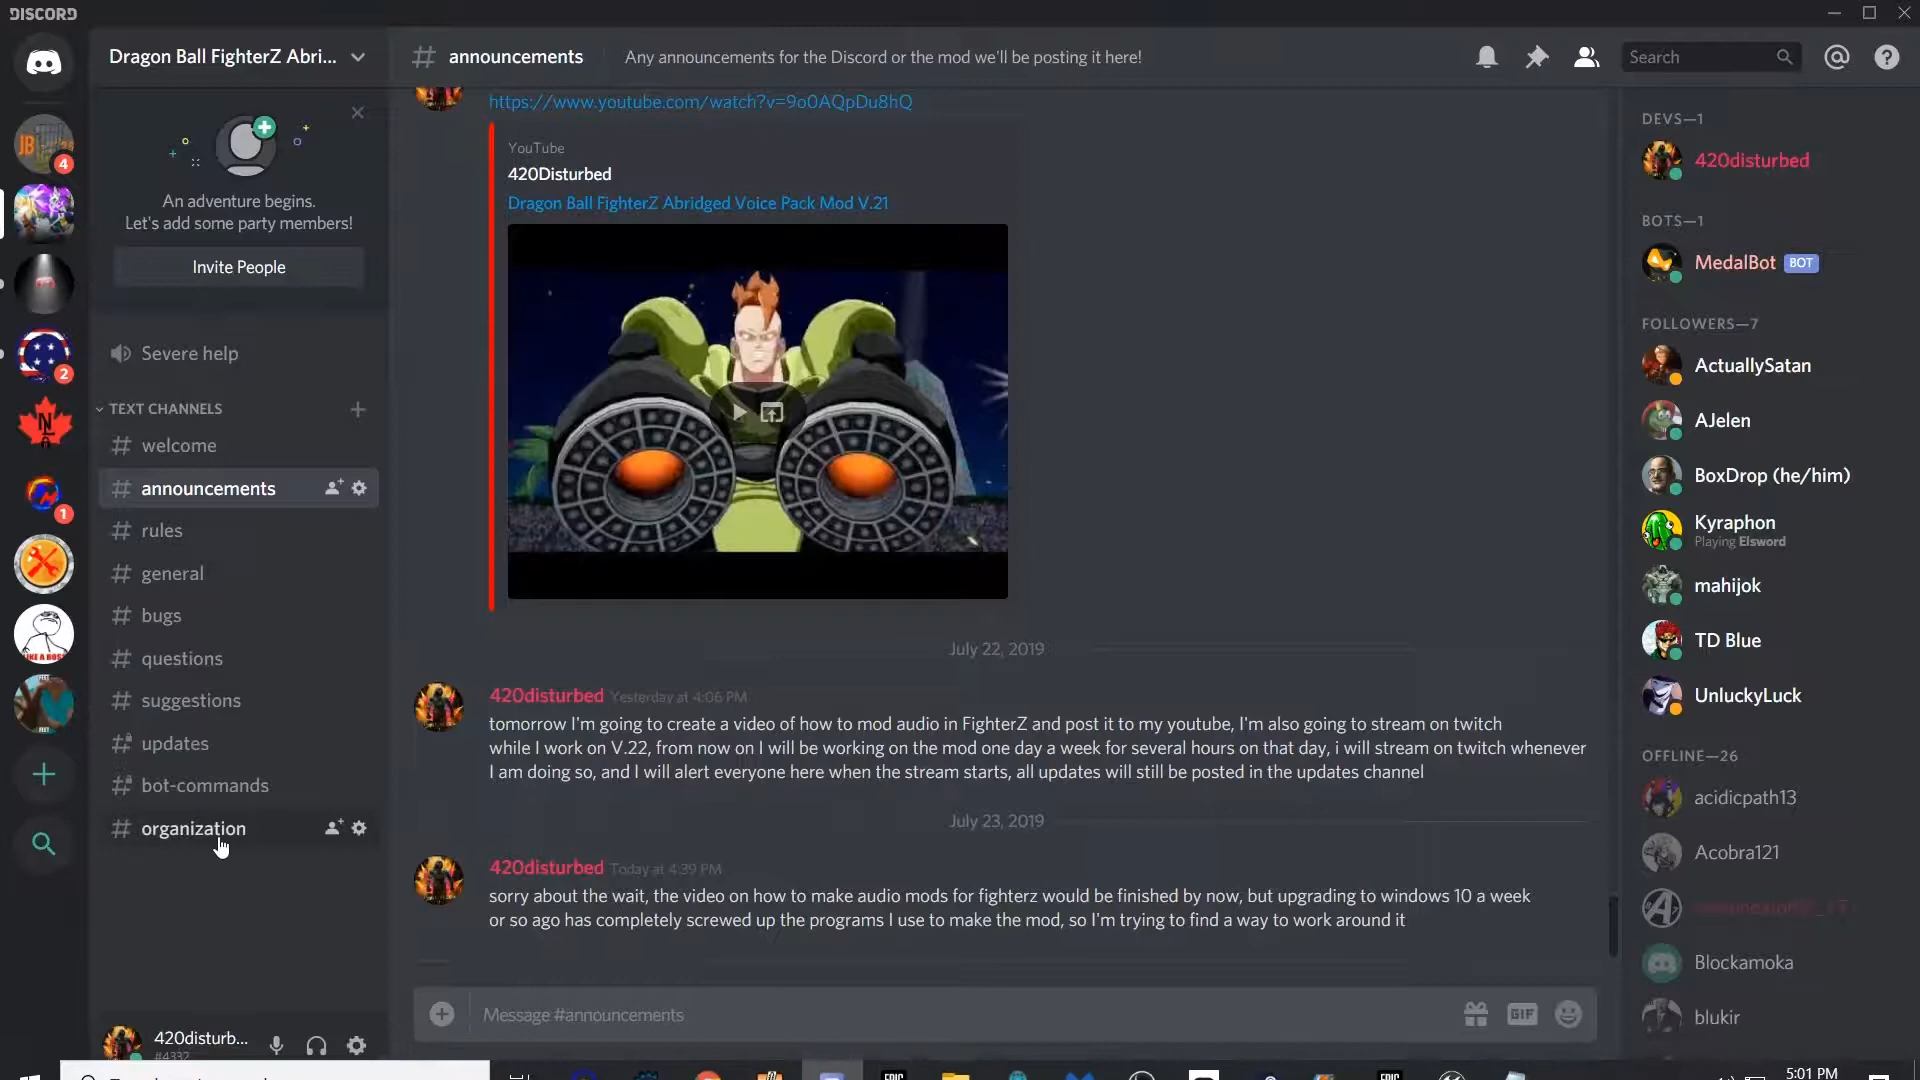 DISCORD
Dragon Ball FighterZ Abri...
announcements
Any announcements for the Discord or the mod we'll be posting it here!
Search
4
2
1
An adventure begins.
Let's add some party members!
Invite People
Severe help
TEXT CHANNELS
welcome
announcements
rules
general
bugs
questions
suggestions
updates
bot-commands
organization
420disturb...
#4332
https://www.youtube.com/watch?v=9o0AQpDu8hQ
YouTube
420Disturbed
Dragon Ball FighterZ Abridged Voice Pack Mod V.21
July 22, 2019
420disturbed Yesterday at 4:06 PM
tomorrow I'm going to create a video of how to mod audio in FighterZ and post it to my youtube, I'm also going to stream on twitch
while I work on V.22, from now on I will be working on the mod one day a week for several hours on that day, i will stream on twitch whenever
I am doing so, and I will alert everyone here when the stream starts, all updates will still be posted in the updates channel
July 23, 2019
420disturbed Today at 4:39 PM
sorry about the wait, the video on how to make audio mods for fighterz would be finished by now, but upgrading to windows 10 a week
or so ago has completely screwed up the programs I use to make the mod, so I'm trying to find a way to work around it
Message #announcements
GIF
DEVS—1
420disturbed
BOTS—1
MedalBot BOT
FOLLOWERS—7
ActuallySatan
AJelen
BoxDrop (he/him)
Kyraphon
Playing Elsword
mahijok
TD Blue
UnluckyLuck
OFFLINE—26
acidicpath13
Acobra121
Blockamoka
blukir
EPIC
EPIC
5:01 PM